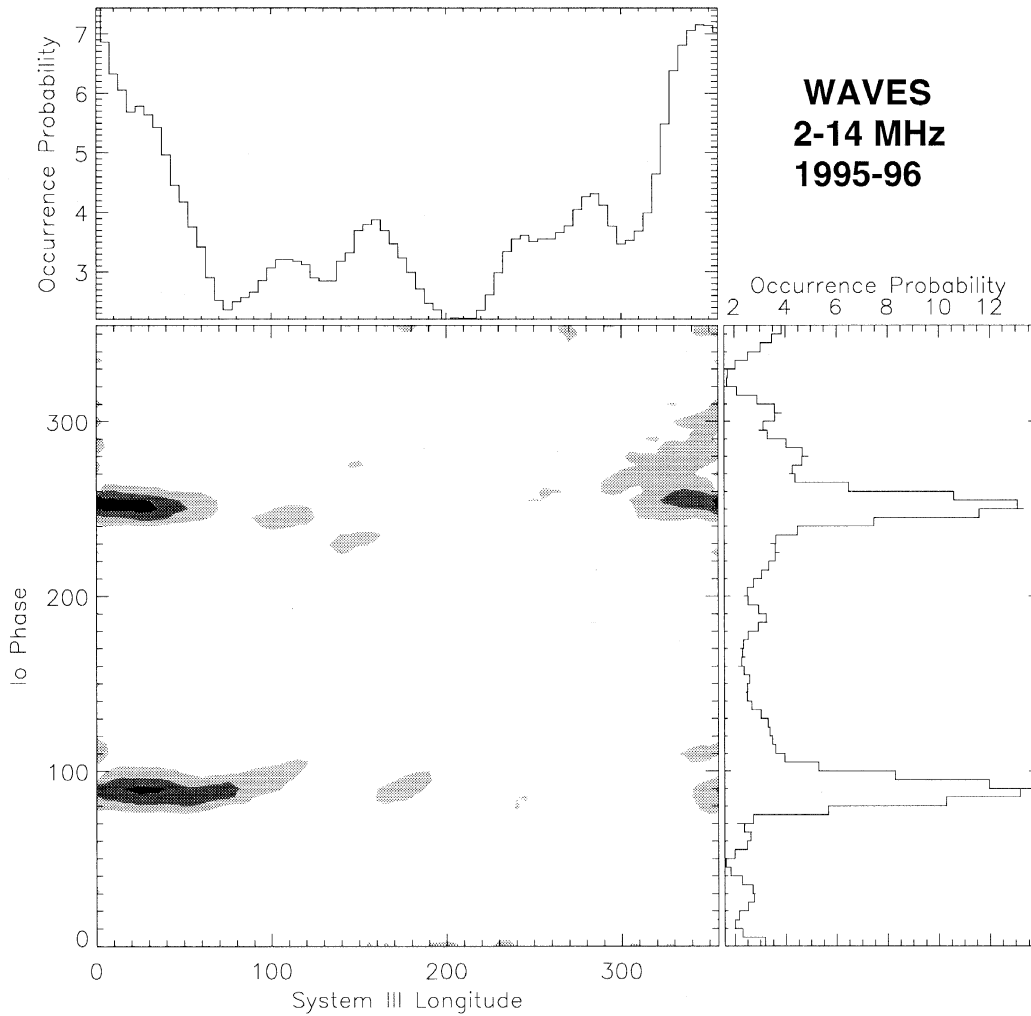 Occurrence Probability
7
6
5
4
3
WAVES
2-14 MHz
1995-96
Occurrence Probability
2 4 6 8 10 12
Io Phase
300
200
100
0
0 100 200 300
System III Longitude